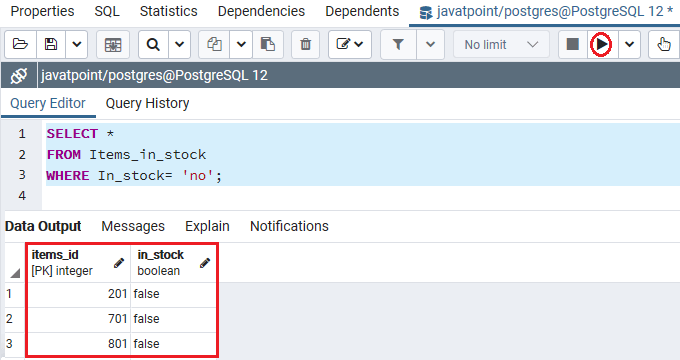 Properties SQL Statistics Dependencies Dependents javatpoint/postgres@PostgreSQL 12 *
No limit
javatpoint/postgres@PostgreSQL 12
Query Editor Query History
1 SELECT *
2 FROM Items_in_stock
3 WHERE In_stock= 'no';
4
Data Output Messages Explain Notifications
items_id in_stock
[PK] integer boolean
1 201 false
2 701 false
3 801 false